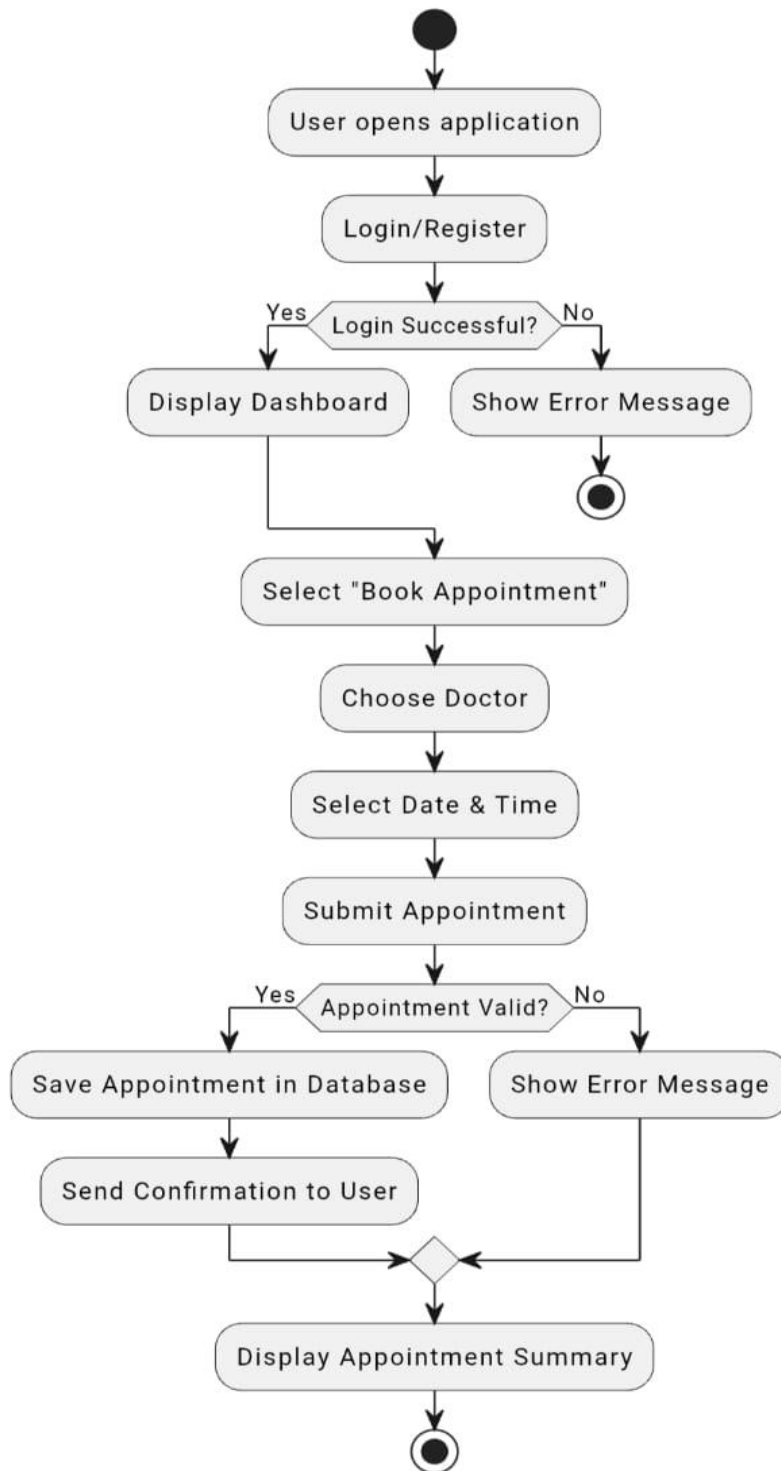 User opens application
Login/Register
Yes
Login Successful?
No
Display Dashboard
Show Error Message
Select "Book Appointment"
Choose Doctor
Select Date & Time
Submit Appointment
Yes
Appointment Valid?
No
Save Appointment in Database
Show Error Message
Send Confirmation to User
Display Appointment Summary